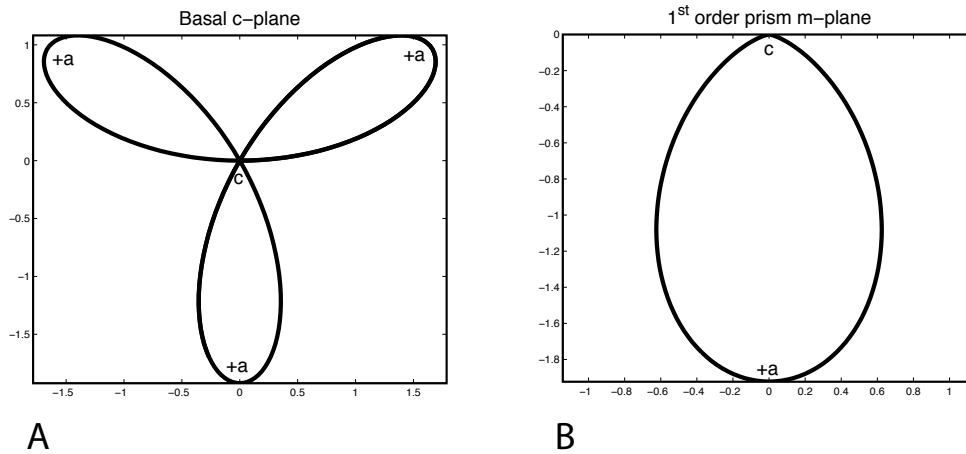 Basal c-plane
1
0.5
0
−0.5
−1
−1.5
+a
+a
c
+a
−1.5 −1 −0.5 0 0.5 1 1.5
A
1st order prism m-plane
0
−0.2
−0.4
−0.6
−0.8
−1
−1.2
−1.4
−1.6
−1.8
c
+a
−1 −0.8 −0.6 −0.4 −0.2 0 0.2 0.4 0.6 0.8 1
B